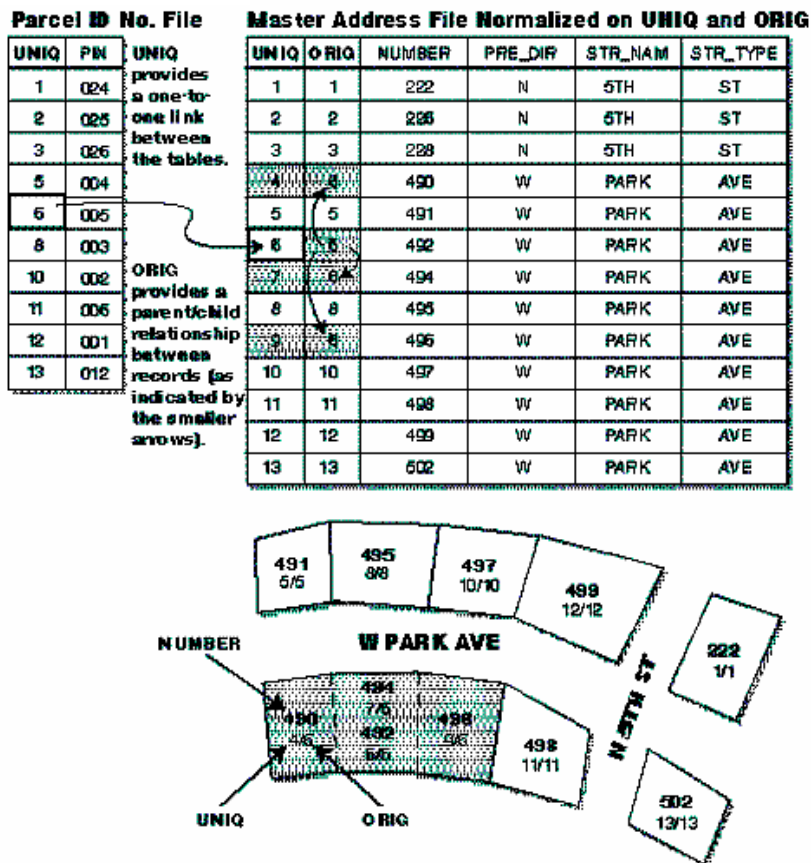 Parcel ID No. File
Master Address File Normalized on UNIQ and ORIG
UNIQ PIN
1 024
2 025
3 026
5 004
6 005
8 003
10 002
11 006
12 001
13 012
UNIQ
provides
a one-to-
one link
between
the tables.
ORIG
provides a
parent/child
relationship
between
records (as
indicated by
the smaller
arrows).
UNIQ ORIG NUMBER PRE_DIR STR_NAM STR_TYPE
1 1 222 N 5TH ST
2 2 226 N 5TH ST
3 3 228 N 5TH ST
4 6 490 W PARK AVE
5 5 491 W PARK AVE
6 6 492 W PARK AVE
7 6 494 W PARK AVE
8 8 495 W PARK AVE
9 6 496 W PARK AVE
10 10 497 W PARK AVE
11 11 498 W PARK AVE
12 12 499 W PARK AVE
13 13 502 W PARK AVE
491
5/5
495
8/8
497
10/10
499
12/12
222
1/1
NUMBER
W PARK AVE
N 5TH ST
494
7/6
490
4/6
492
6/6
496
9/6
498
11/11
502
13/13
UNIQ
ORIG